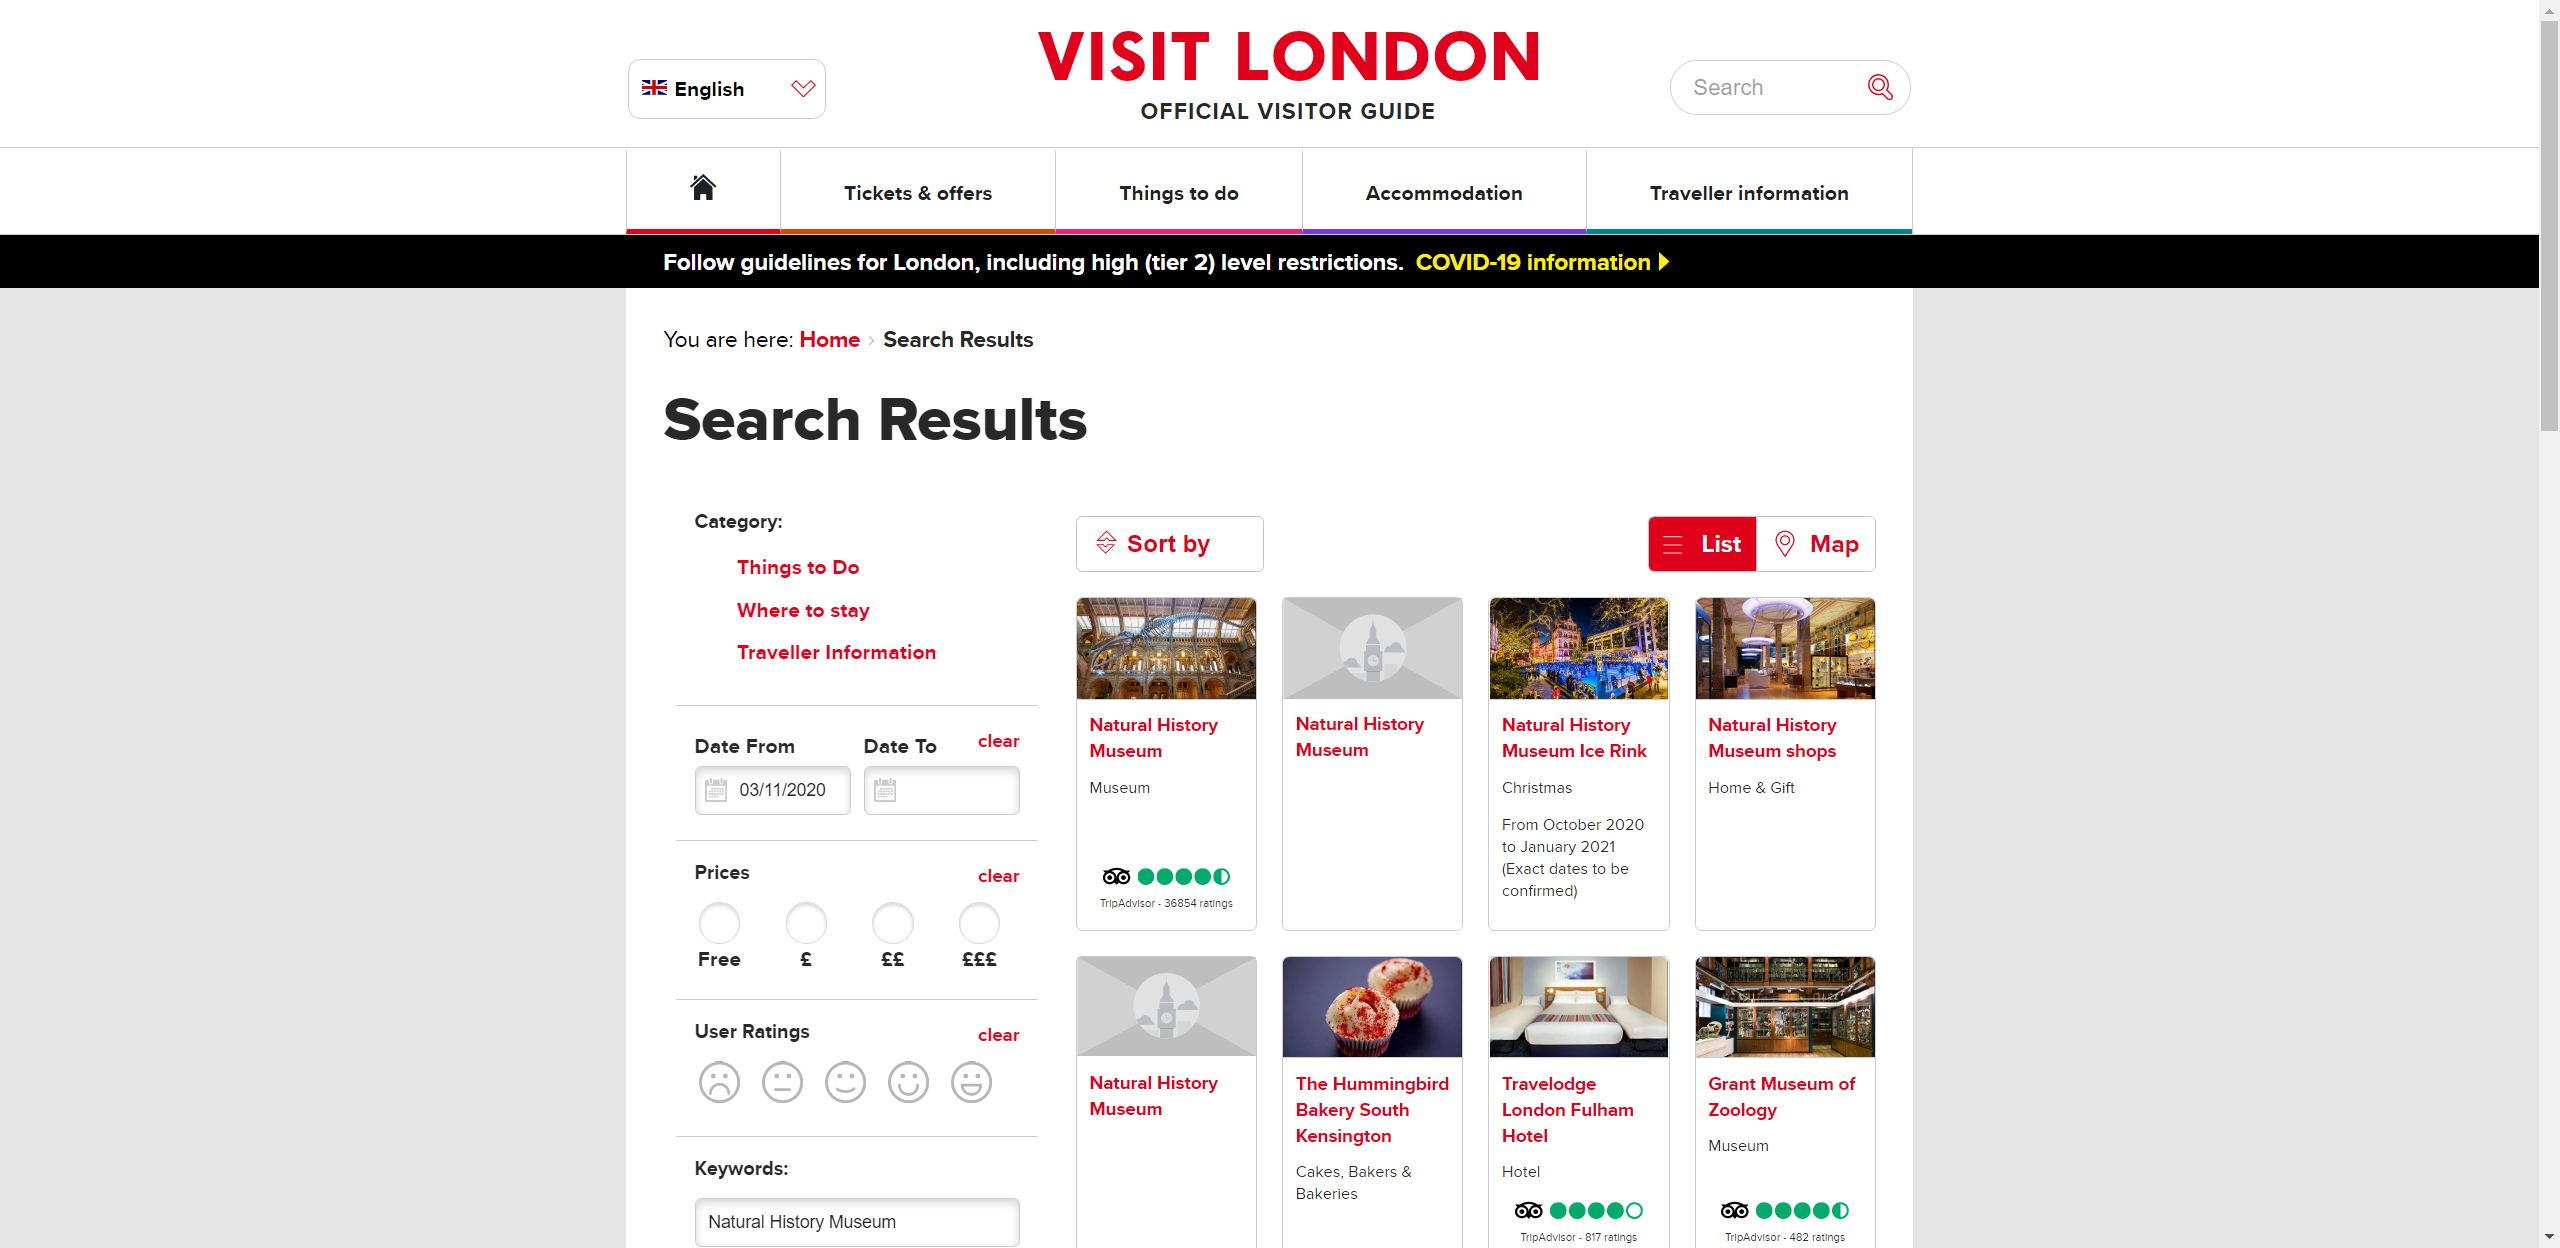 English
VISIT LONDON
OFFICIAL VISITOR GUIDE
Search
Tickets & offers
Things to do
Accommodation
Traveller information
Follow guidelines for London, including high (tier 2) level restrictions. COVID-19 information
You are here: Home › Search Results
Search Results
Category:
Things to Do
Where to stay
Traveller Information
Date From
Date To
clear
03/11/2020
Prices
clear
Free
£
££
£££
User Ratings
clear
Keywords:
Natural History Museum
Sort by
List
Map
Natural History
Museum
Museum
TripAdvisor - 36854 ratings
Natural History
Museum
Natural History
Museum Ice Rink
Christmas
From October 2020
to January 2021
(Exact dates to be
confirmed)
Natural History
Museum shops
Home & Gift
Natural History
Museum
The Hummingbird
Bakery South
Kensington
Cakes, Bakers &
Bakeries
Travelodge
London Fulham
Hotel
Hotel
TripAdvisor - 817 ratings
Grant Museum of
Zoology
Museum
TripAdvisor - 482 ratings